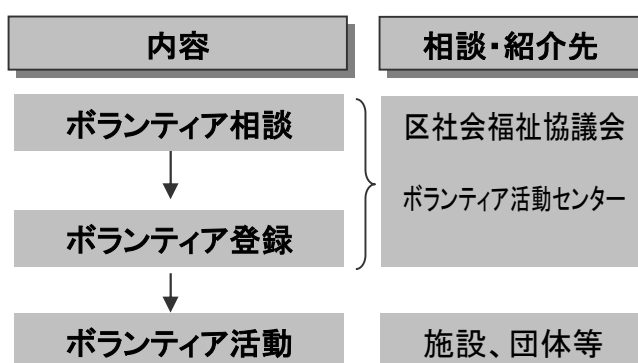 内容
相談・紹介先
ボランティア相談
区社会福祉協議会
ボランティア活動センター
ボランティア登録
ボランティア活動
施設、団体等